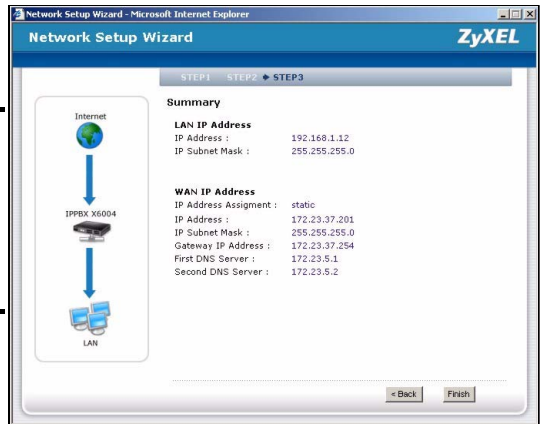 Network Setup Wizard - Microsoft Internet Explorer
Network Setup Wizard
ZyXEL
STEP1 STEP2 STEP3
Internet
IPPBX X6004
LAN
Summary
LAN IP Address
IP Address : 192.168.1.12
IP Subnet Mask : 255.255.255.0
WAN IP Address
IP Address Assigment : static
IP Address : 172.23.37.201
IP Subnet Mask : 255.255.255.0
Gateway IP Address : 172.23.37.254
First DNS Server : 172.23.5.1
Second DNS Server : 172.23.5.2
< Back Finish